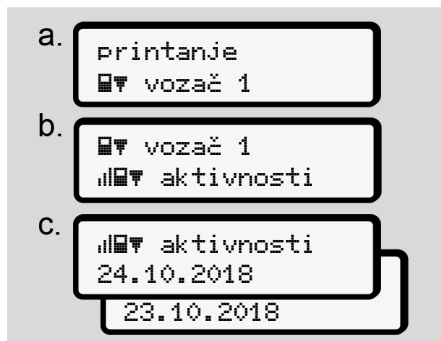 a.
printanje
vozač 1
b.
vozač 1
aktivnosti
c.
aktivnosti
24.10.2018
23.10.2018